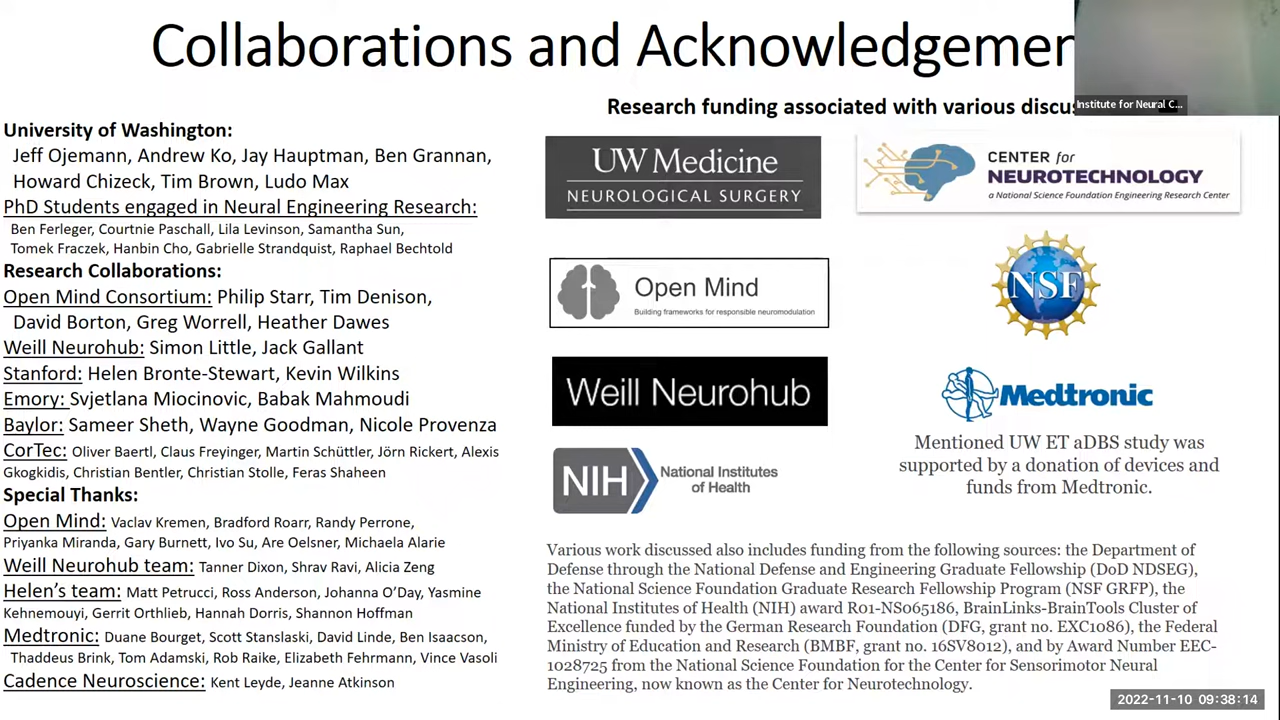 Collaborations and Acknowledgemen
Institute for Neural C...
University of Washington:
Jeff Ojemann, Andrew Ko, Jay Hauptman, Ben Grannan,
Howard Chizeck, Tim Brown, Ludo Max
PhD Students engaged in Neural Engineering Research:
Ben Ferleger, Courtnie Paschall, Lila Levinson, Samantha Sun,
Tomek Fraczek, Hanbin Cho, Gabrielle Strandquist, Raphael Bechtold
Research Collaborations:
Open Mind Consortium: Philip Starr, Tim Denison,
David Borton, Greg Worrell, Heather Dawes
Weill Neurohub: Simon Little, Jack Gallant
Stanford: Helen Bronte-Stewart, Kevin Wilkins
Emory: Svjetlana Miocinovic, Babak Mahmoudi
Baylor: Sameer Sheth, Wayne Goodman, Nicole Provenza
CorTec: Oliver Baertl, Claus Freyinger, Martin Schüttler, Jörn Rickert, Alexis
Gkogkidis, Christian Bentler, Christian Stolle, Feras Shaheen
Special Thanks:
Open Mind: Vaclav Kremen, Bradford Roarr, Randy Perrone,
Priyanka Miranda, Gary Burnett, Ivo Su, Are Oelsner, Michaela Alarie
Weill Neurohub team: Tanner Dixon, Shrav Ravi, Alicia Zeng
Helen's team: Matt Petrucci, Ross Anderson, Johanna O'Day, Yasmine
Kehnemouyi, Gerrit Orthlieb, Hannah Dorris, Shannon Hoffman
Medtronic: Duane Bourget, Scott Stanslaski, David Linde, Ben Isaacson,
Thaddeus Brink, Tom Adamski, Rob Raike, Elizabeth Fehrmann, Vince Vasoli
Cadence Neuroscience: Kent Leyde, Jeanne Atkinson
Research funding associated with various discus
UW Medicine
NEUROLOGICAL SURGERY
CENTER for
NEUROTECHNOLOGY
a National Science Foundation Engineering Research Center
Open Mind
Building frameworks for responsible neuromodulation
NSF
Weill Neurohub
Medtronic
Mentioned UW ET aDBS study was
supported by a donation of devices and
funds from Medtronic.
NIH
National Institutes
of Health
Various work discussed also includes funding from the following sources: the Department of
Defense through the National Defense and Engineering Graduate Fellowship (DoD NDSEG),
the National Science Foundation Graduate Research Fellowship Program (NSF GRFP), the
National Institutes of Health (NIH) award R01-NS065186, BrainLinks-BrainTools Cluster of
Excellence funded by the German Research Foundation (DFG, grant no. EXC1086), the Federal
Ministry of Education and Research (BMBF, grant no. 16SV8012), and by Award Number EEC-
1028725 from the National Science Foundation for the Center for Sensorimotor Neural
Engineering, now known as the Center for Neurotechnology.
2022-11-10 09:38:14